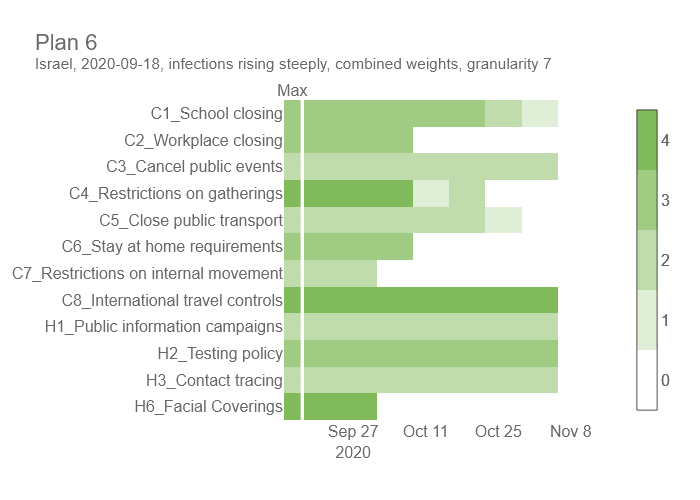 Plan 6
Israel, 2020-09-18, infections rising steeply, combined weights, granularity 7
Max
C1_School closing
C2_Workplace closing
C3_Cancel public events
C4_Restrictions on gatherings
C5_Close public transport
C6_Stay at home requirements
C7_Restrictions on internal movement
C8_International travel controls
H1_Public information campaigns
H2_Testing policy
H3_Contact tracing
H6_Facial Coverings
Sep 27 Oct 11 Oct 25 Nov 8
2020
4
3
2
1
0